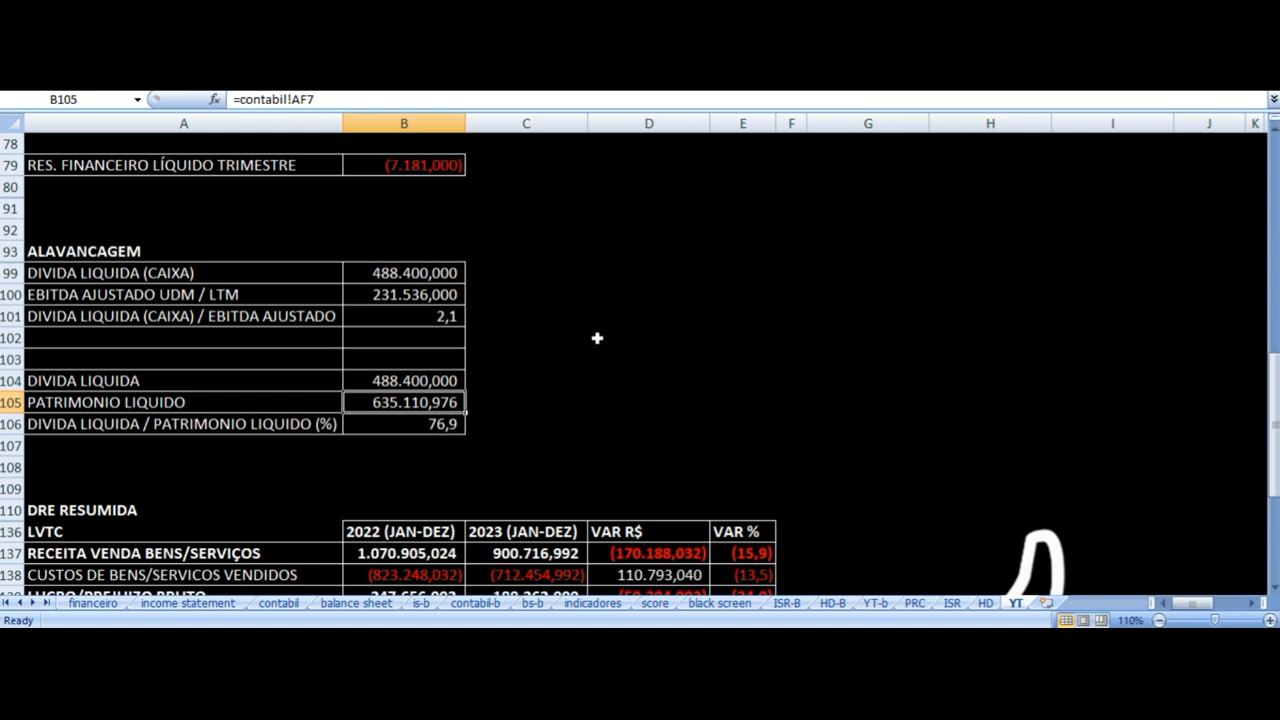 B105 fx =contabil!AF7
A B C D E F G H I J K
78
79 RES. FINANCEIRO LÍQUIDO TRIMESTRE (7.181,000)
80
91
92
93 ALAVANCAGEM
99 DIVIDA LIQUIDA (CAIXA) 488.400,000
100 EBITDA AJUSTADO UDM / LTM 231.536,000
101 DIVIDA LIQUIDA (CAIXA) / EBITDA AJUSTADO 2,1
102
103
104 DIVIDA LIQUIDA 488.400,000
105 PATRIMONIO LIQUIDO 635.110,976
106 DIVIDA LIQUIDA / PATRIMONIO LIQUIDO (%) 76,9
107
108
109
110 DRE RESUMIDA
136 LVTC 2022 (JAN-DEZ) 2023 (JAN-DEZ) VAR R$ VAR %
137 RECEITA VENDA BENS/SERVIÇOS 1.070.905,024 900.716,992 (170.188,032) (15,9)
138 CUSTOS DE BENS/SERVICOS VENDIDOS (823.248,032) (712.454,992) 110.793,040 (13,5)
financeiro income statement contabil balance sheet is-b contabil-b bs-b indicadores score black screen ISR-B HD-B YT-b PRC ISR HD YT
Ready 110%